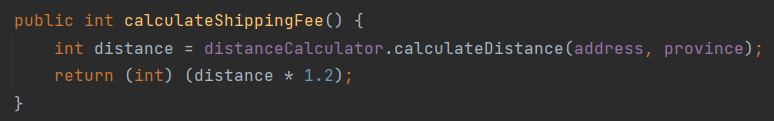 public int calculateShippingFee() {
    int distance = distanceCalculator.calculateDistance(address, province);
    return (int) (distance * 1.2);
}